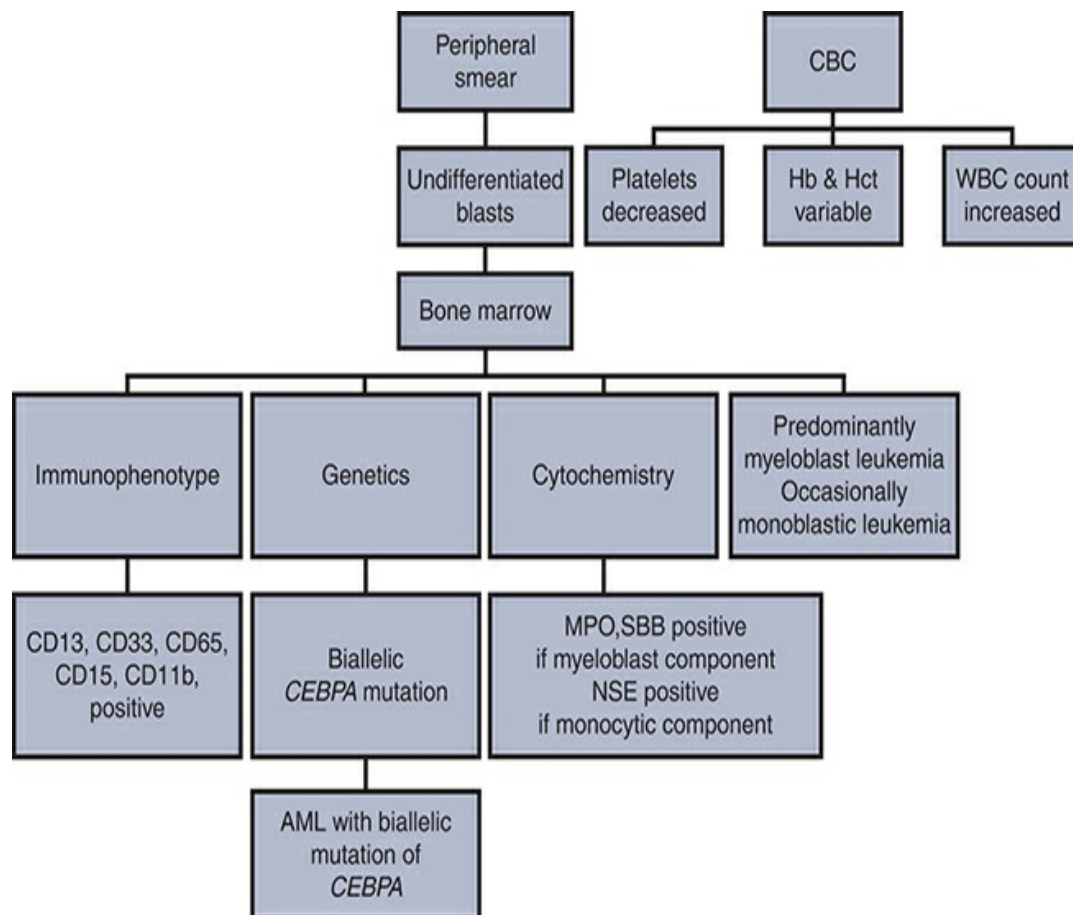 Peripheral
smear
CBC
Undifferentiated
blasts
Platelets
decreased
Hb & Hct
variable
WBC count
increased
Bone marrow
Immunophenotype
Genetics
Cytochemistry
Predominantly
myeloblast leukemia
Occasionally
monoblastic leukemia
CD13, CD33, CD65,
CD15, CD11b,
positive
Biallelic
CEBPA mutation
MPO,SBB positive
if myeloblast component
NSE positive
if monocytic component
AML with biallelic
mutation of
CEBPA